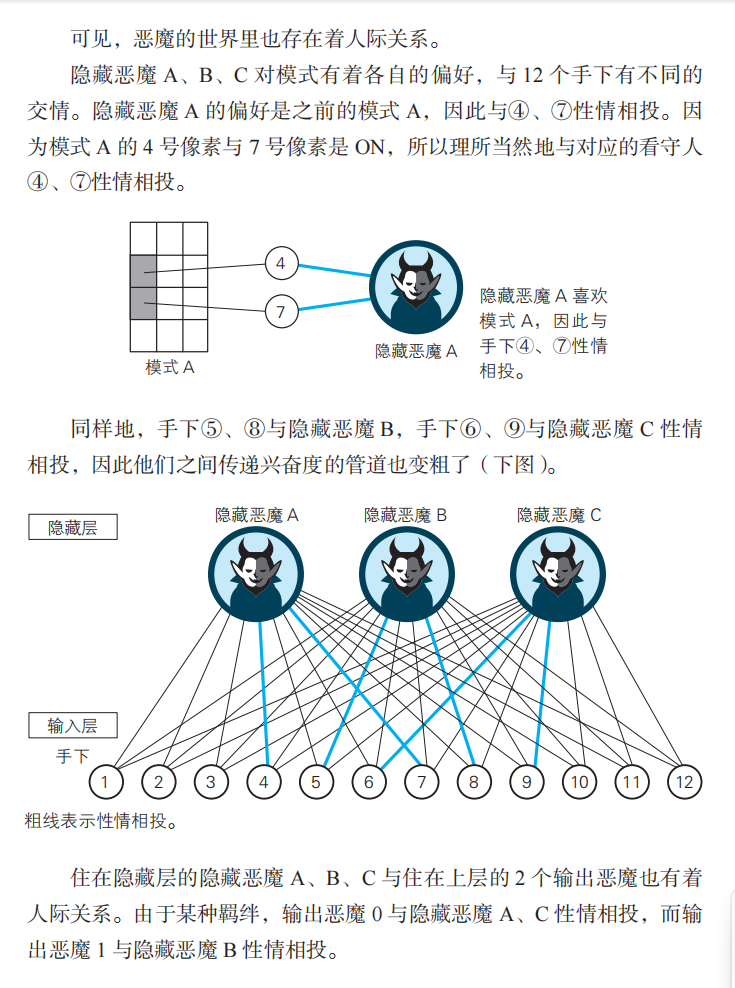 可见，恶魔的世界里也存在着人际关系。
隐藏恶魔 A、B、C 对模式有着各自的偏好，与 12 个手下有不同的
交情。隐藏恶魔 A 的偏好是之前的模式 A，因此与④、⑦性情相投。因
为模式 A 的 4 号像素与 7 号像素是 ON，所以理所当然地与对应的看守人
④、⑦性情相投。
4
7
模式 A
隐藏恶魔 A
隐藏恶魔 A 喜欢
模式 A，因此与
手下④、⑦性情
相投。
同样地，手下⑤、⑧与隐藏恶魔 B，手下⑥、⑨与隐藏恶魔 C 性情
相投，因此他们之间传递兴奋度的管道也变粗了（下图）。
隐藏层
隐藏恶魔 A
隐藏恶魔 B
隐藏恶魔 C
输入层
手下
1 2 3 4 5 6 7 8 9 10 11 12
粗线表示性情相投。
住在隐藏层的隐藏恶魔 A、B、C 与住在上层的 2 个输出恶魔也有着
人际关系。由于某种羁绊，输出恶魔 0 与隐藏恶魔 A、C 性情相投，而输
出恶魔 1 与隐藏恶魔 B 性情相投。